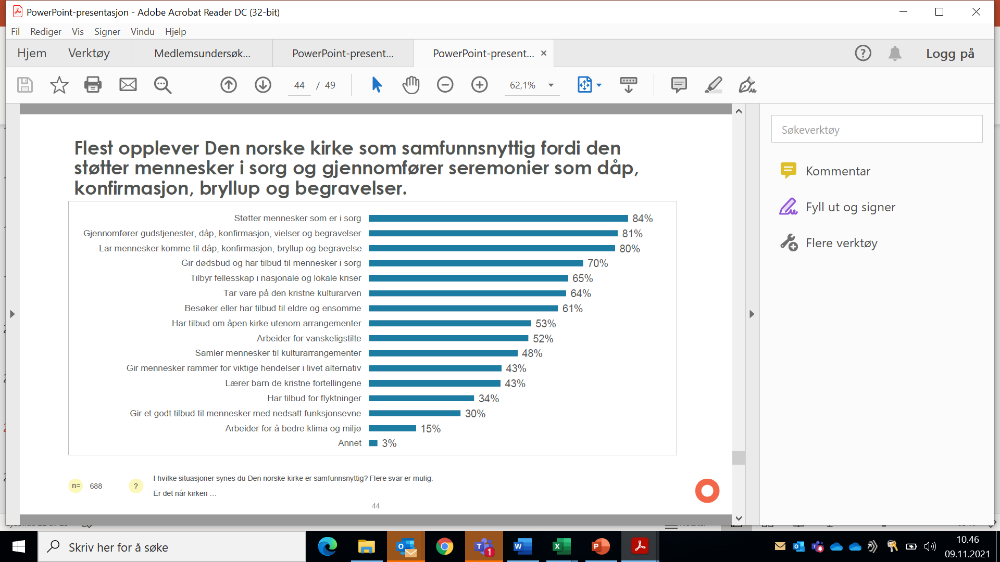 PowerPoint-presentasjon - Adobe Acrobat Reader DC (32-bit)
Fil Rediger Vis Signer Vindu Hjelp
Hjem Verktøy Medlemsundersøk... PowerPoint-present... PowerPoint-present... × ? Logg på
44 / 49 62,1%
Søkeverktøy
Kommentar
Fyll ut og signer
Flere verktøy
Flest opplever Den norske kirke som samfunnsnyttig fordi den
støtter mennesker i sorg og gjennomfører seremonier som dåp,
konfirmasjon, bryllup og begravelser.
Støtter mennesker som er i sorg 84%
Gjennomfører gudstjenester, dåp, konfirmasjon, vielser og begravelser 81%
Lar mennesker komme til dåp, konfirmasjon, bryllup og begravelse 80%
Gir dødsbud og har tilbud til mennesker i sorg 70%
Tilbyr fellesskap i nasjonale og lokale kriser 65%
Tar vare på den kristne kulturarven 64%
Besøker eller har tilbud til eldre og ensomme 61%
Har tilbud om åpen kirke utenom arrangementer 53%
Arbeider for vanskeligstilte 52%
Samler mennesker til kulturarrangementer 48%
Gir mennesker rammer for viktige hendelser i livet alternativ 43%
Lærer barn de kristne fortellingene 43%
Har tilbud for flyktninger 34%
Gir et godt tilbud til mennesker med nedsatt funksjonsevne 30%
Arbeider for å bedre klima og miljø 15%
Annet 3%
n= 688 ? I hvilke situasjoner synes du Den norske kirke er samfunnsnyttig? Flere svar er mulig.
Er det når kirken …
44
Skriv her for å søke
10.46
09.11.2021